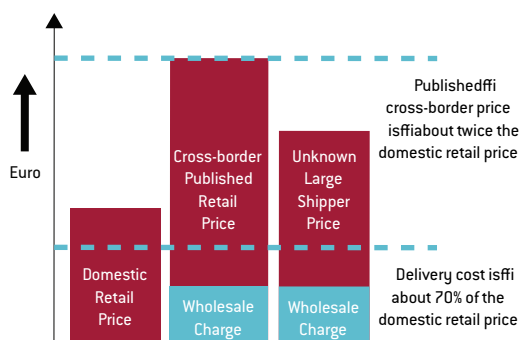 Euro
Domestic
Retail
Price
Cross-border
Published
Retail
Price
Wholesale
Charge
Unknown
Large
Shipper
Price
Wholesale
Charge
Publishedffi
cross-border price
isffiabout twice the
domestic retail price
Delivery cost isffi
about 70% of the
domestic retail price